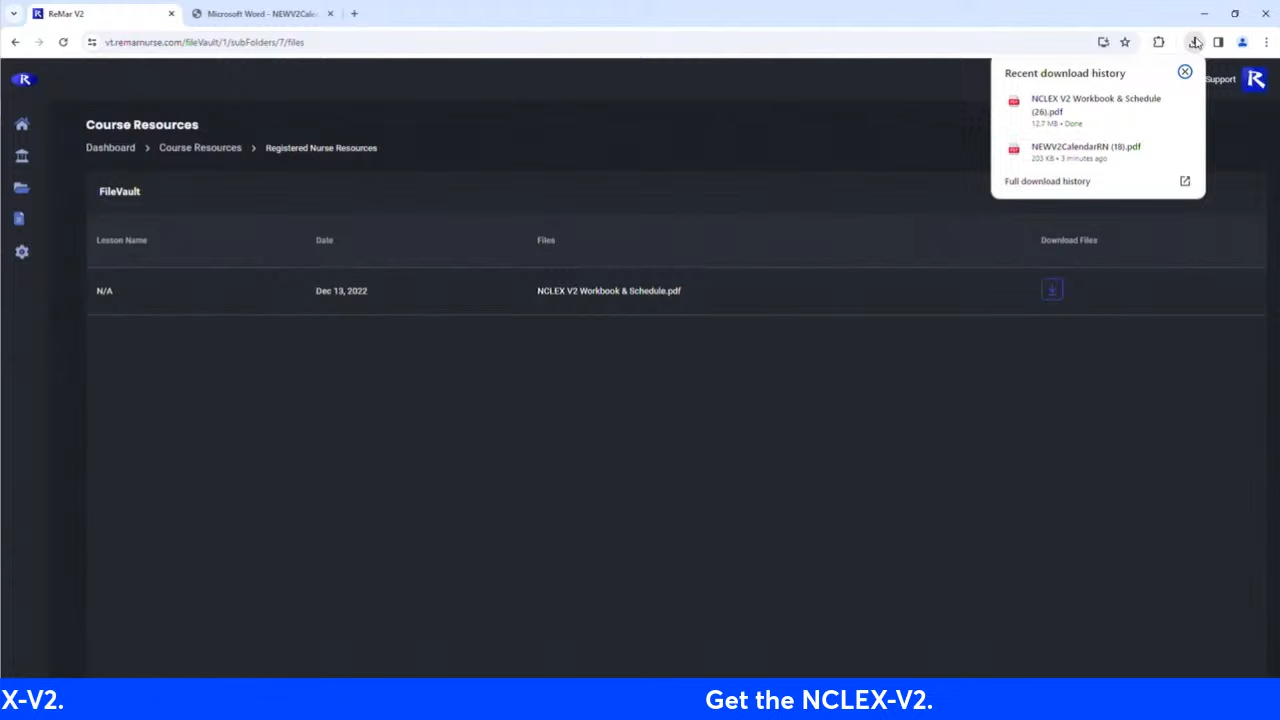 ReMar V2
Microsoft Word - NEWV2Cale
vt.remarnurse.com/fileVault/1/subFolders/7/files
Recent download history
Support
NCLEX V2 Workbook & Schedule
(26).pdf
12.7 MB • Done
NEWV2CalendarRN (18).pdf
203 KB • 3 minutes ago
Full download history
Course Resources
Dashboard > Course Resources > Registered Nurse Resources
FileVault
Lesson Name Date Files Download Files
N/A Dec 13, 2022 NCLEX V2 Workbook & Schedule.pdf
X-V2. Get the NCLEX-V2.